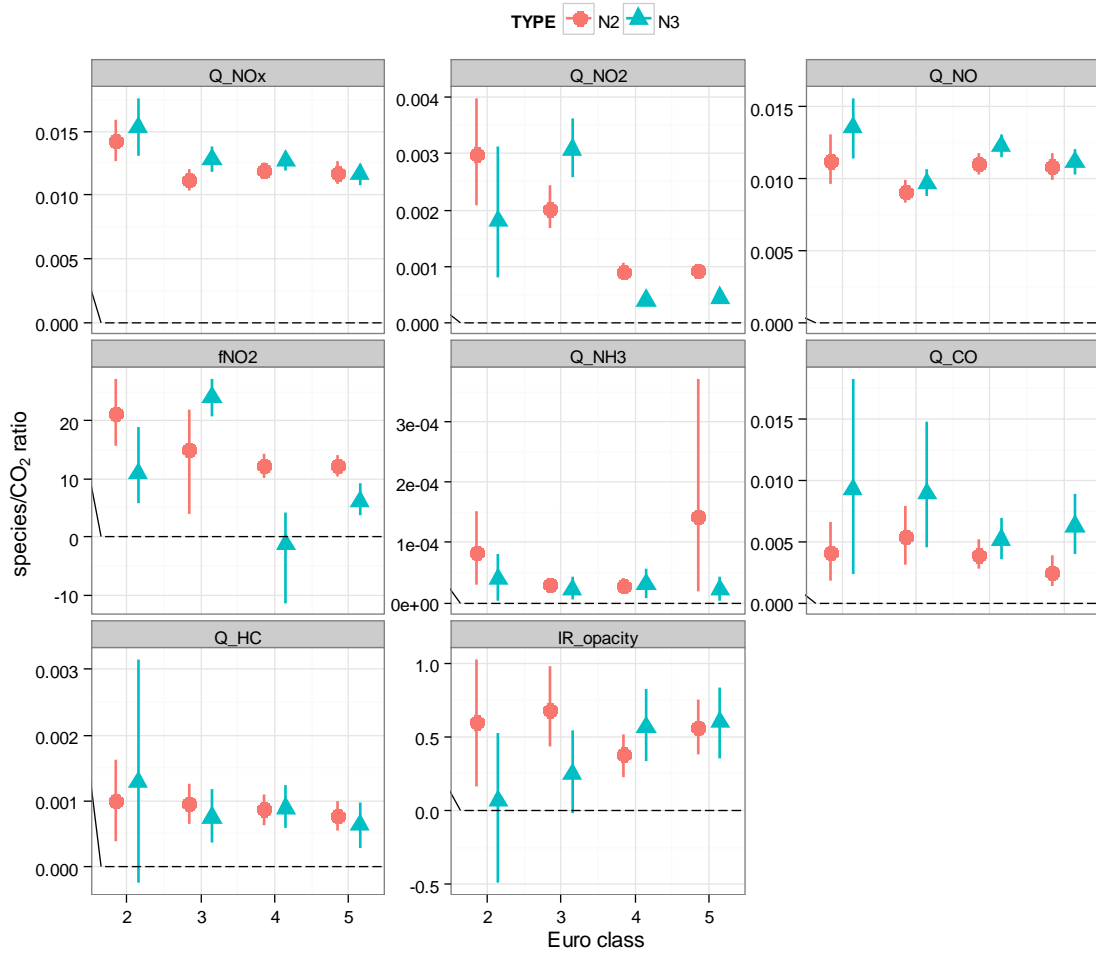 TYPE N2 N3
Q_NOx Q_NO2 Q_NO
0.015
0.010
0.005
0.000
0.004
0.003
0.002
0.001
0.000
0.015
0.010
0.005
0.000
fNO2 Q_NH3 Q_CO
20
10
0
-10
3e-04
2e-04
1e-04
0e+00
0.015
0.010
0.005
0.000
Q_HC IR_opacity
0.003
0.002
0.001
0.000
1.0
0.5
0.0
-0.5
2 3 4 5 2 3 4 5
species/CO₂ ratio
Euro class